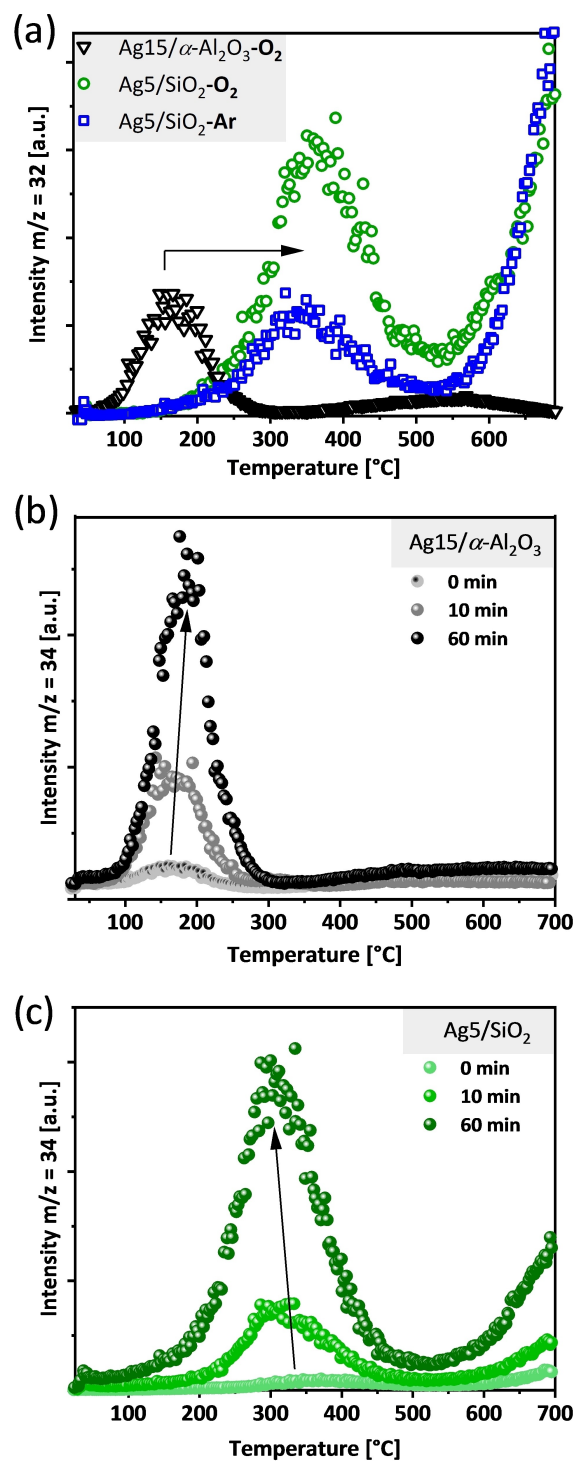 (a)
Ag15/α-Al₂O₃-O₂
Ag5/SiO₂-O₂
Ag5/SiO₂-Ar
Intensity m/z = 32 [a.u.]
100 200 300 400 500 600
Temperature [°C]
(b)
Ag15/α-Al₂O₃
0 min
10 min
60 min
Intensity m/z = 34 [a.u.]
100 200 300 400 500 600 700
Temperature [°C]
(c)
Ag5/SiO₂
0 min
10 min
60 min
Intensity m/z = 34 [a.u.]
100 200 300 400 500 600 700
Temperature [°C]